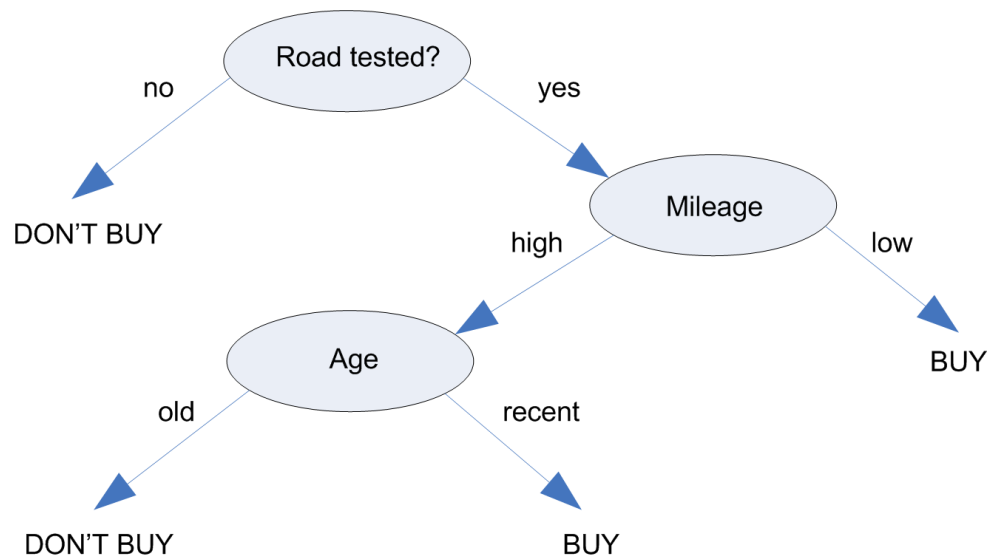 Road tested?
no
yes
DON'T BUY
Mileage
high
low
Age
BUY
old
recent
DON'T BUY
BUY